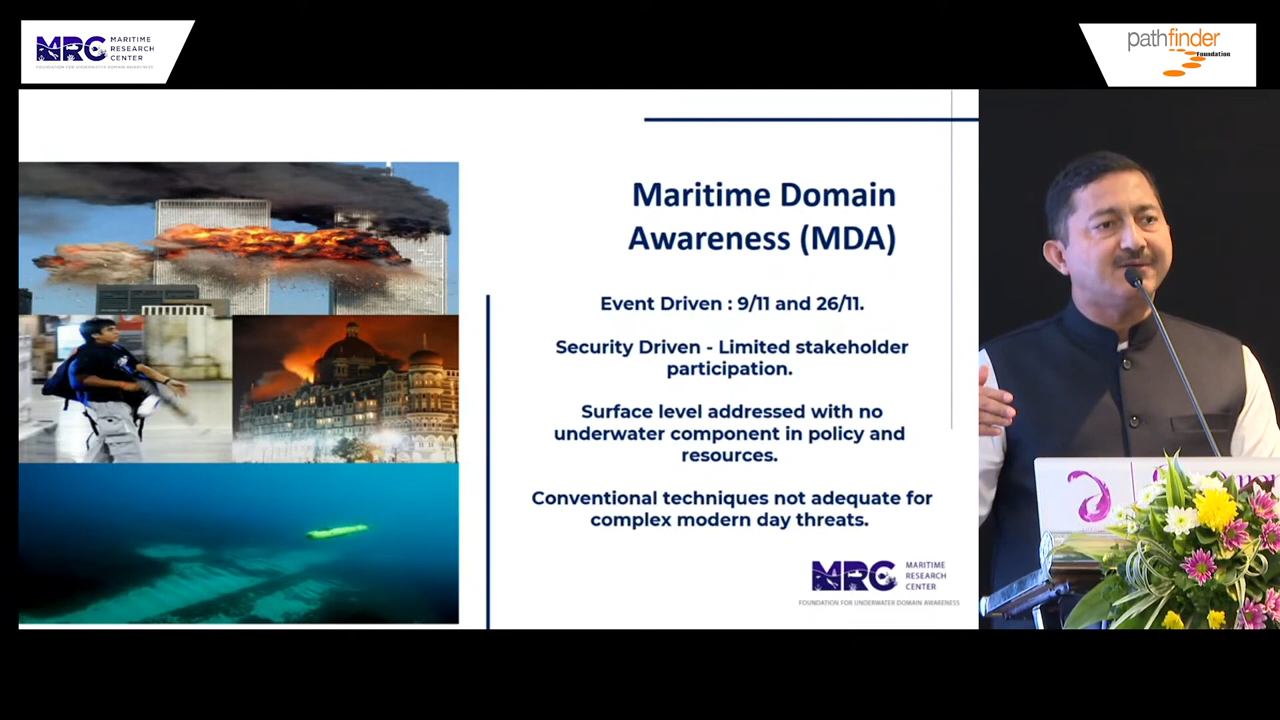 MRC
MARITIME
RESEARCH
CENTER
FOUNDATION FOR UNDERWATER DOMAIN AWARENESS
pathfinder
Foundation
Maritime Domain
Awareness (MDA)
Event Driven : 9/11 and 26/11.
Security Driven - Limited stakeholder
participation.
Surface level addressed with no
underwater component in policy and
resources.
Conventional techniques not adequate for
complex modern day threats.
MRC
MARITIME
RESEARCH
CENTER
FOUNDATION FOR UNDERWATER DOMAIN AWARENESS